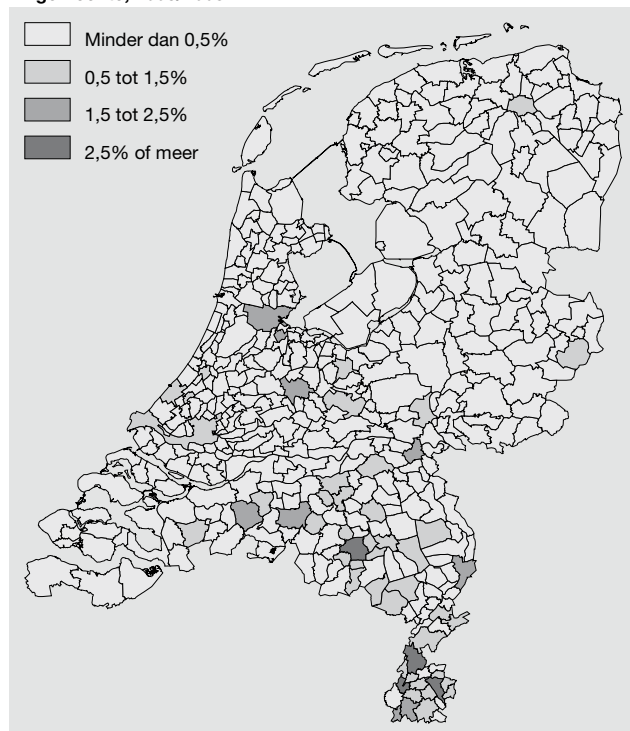 Minder dan 0,5%
0,5 tot 1,5%
1,5 tot 2,5%
2,5% of meer